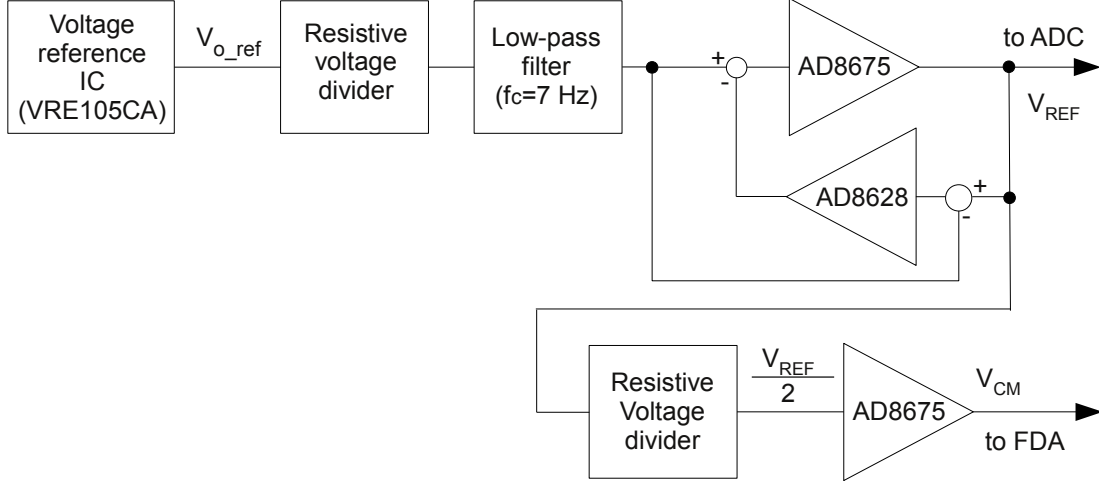 Voltage
reference
IC
(VRE105CA)
V_o_ref
Resistive
voltage
divider
Low-pass
filter
(fc=7 Hz)
+
-
AD8675
to ADC
V_REF
AD8628
+
-
Resistive
Voltage
divider
V_REF
2
AD8675
V_CM
to FDA